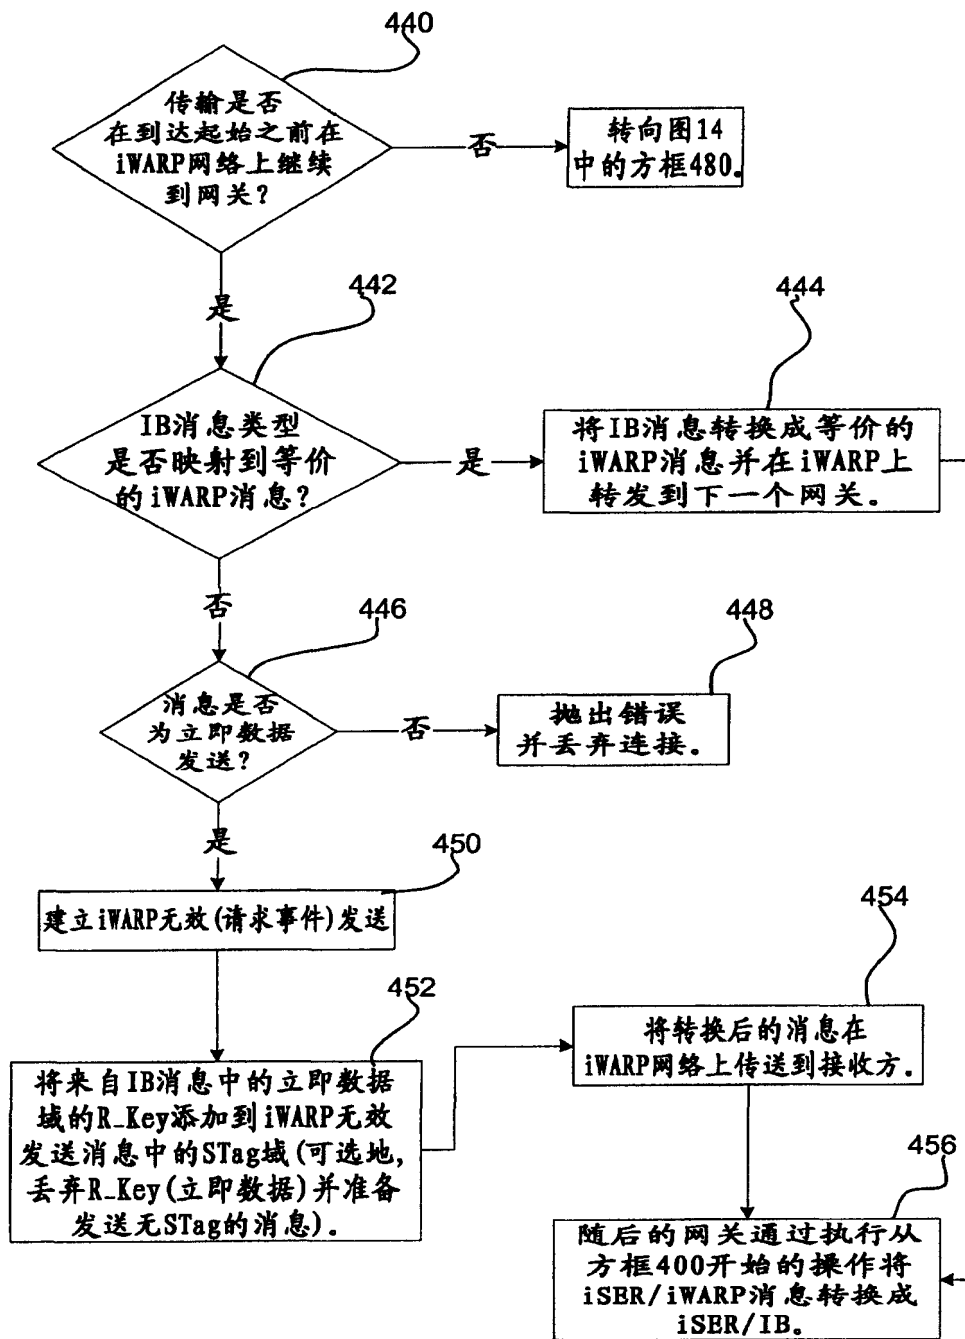 440
传输是否
在到达起始之前在
iWARP网络上继续
到网关?
否
转向图14
中的方框480。
是
442
444
IB消息类型
是否映射到等价
的iWARP消息?
是
将IB消息转换成等价的
iWARP消息并在iWARP上
转发到下一个网关。
否
446
448
消息是否
为立即数据
发送?
否
抛出错误
并丢弃连接。
是
450
建立iWARP无效(请求事件)发送
454
452
将转换后的消息在
iWARP网络上传送到接收方。
将来自IB消息中的立即数据
域的R_Key添加到iWARP无效
发送消息中的STag域(可选地,
丢弃R_Key(立即数据)并准备
发送无STag的消息)。
456
随后的网关通过执行从
方框400开始的操作将
iSER/iWARP消息转换成
iSER/IB。